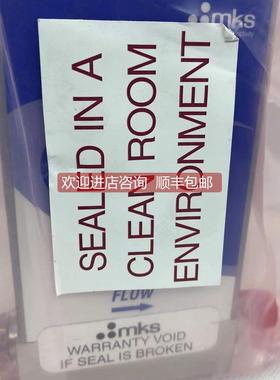 mks
SEALED IN A
CLEAN ROOM
ENVIRONMENT
欢迎进店咨询 顺丰包邮
FLOW
mks
WARRANTY VOID
IF SEAL IS BROKEN